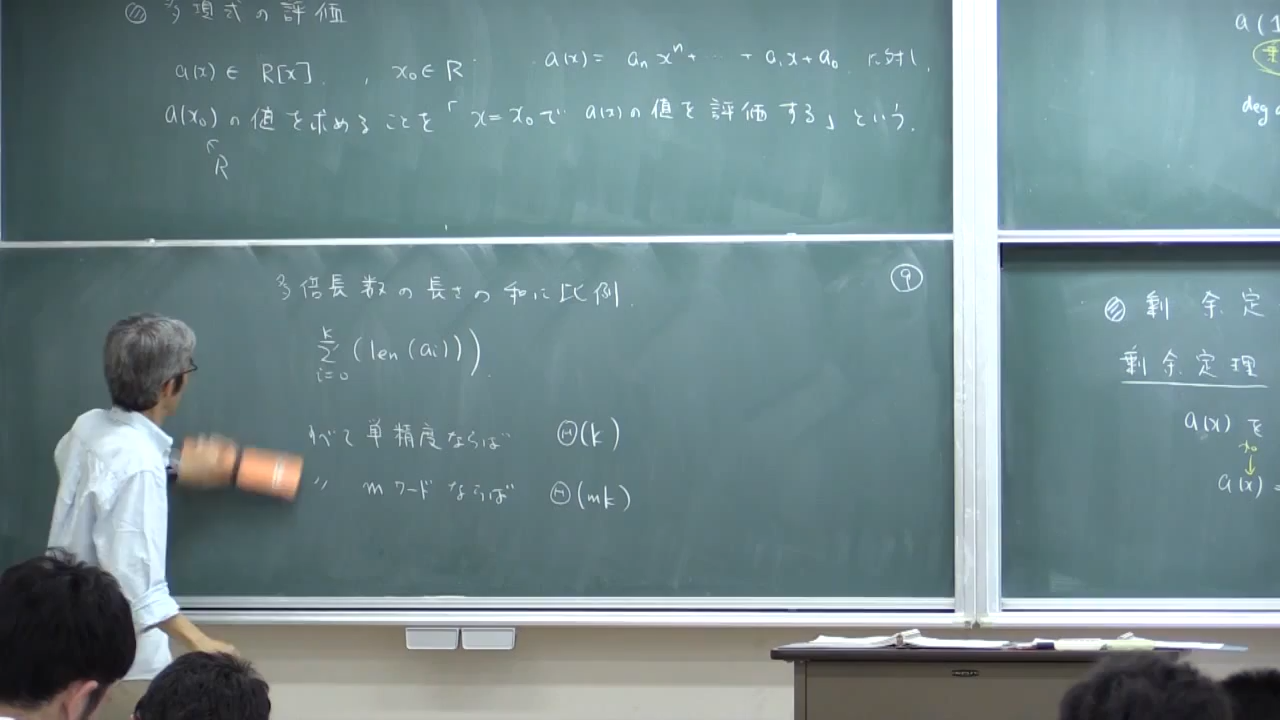 ◎ 多項式の評価
a(x) ∈ R[x] , x₀ ∈ R a(x) = aₙxⁿ + ⋯ + a₁x + a₀ に対し,
a(x₀) の値を求めることを「x = x₀ で a(x) の値を評価する」という.
R
多倍長数の長さの和に比例.
⑨
k
Σ (len(ai)))
i=0
すべて単精度ならば Θ(k)
〃 mワードならば Θ(mk)
a(1
deg a
◎ 剰余定
剰余定理
a(x) を
x₀
↓
a(x) =